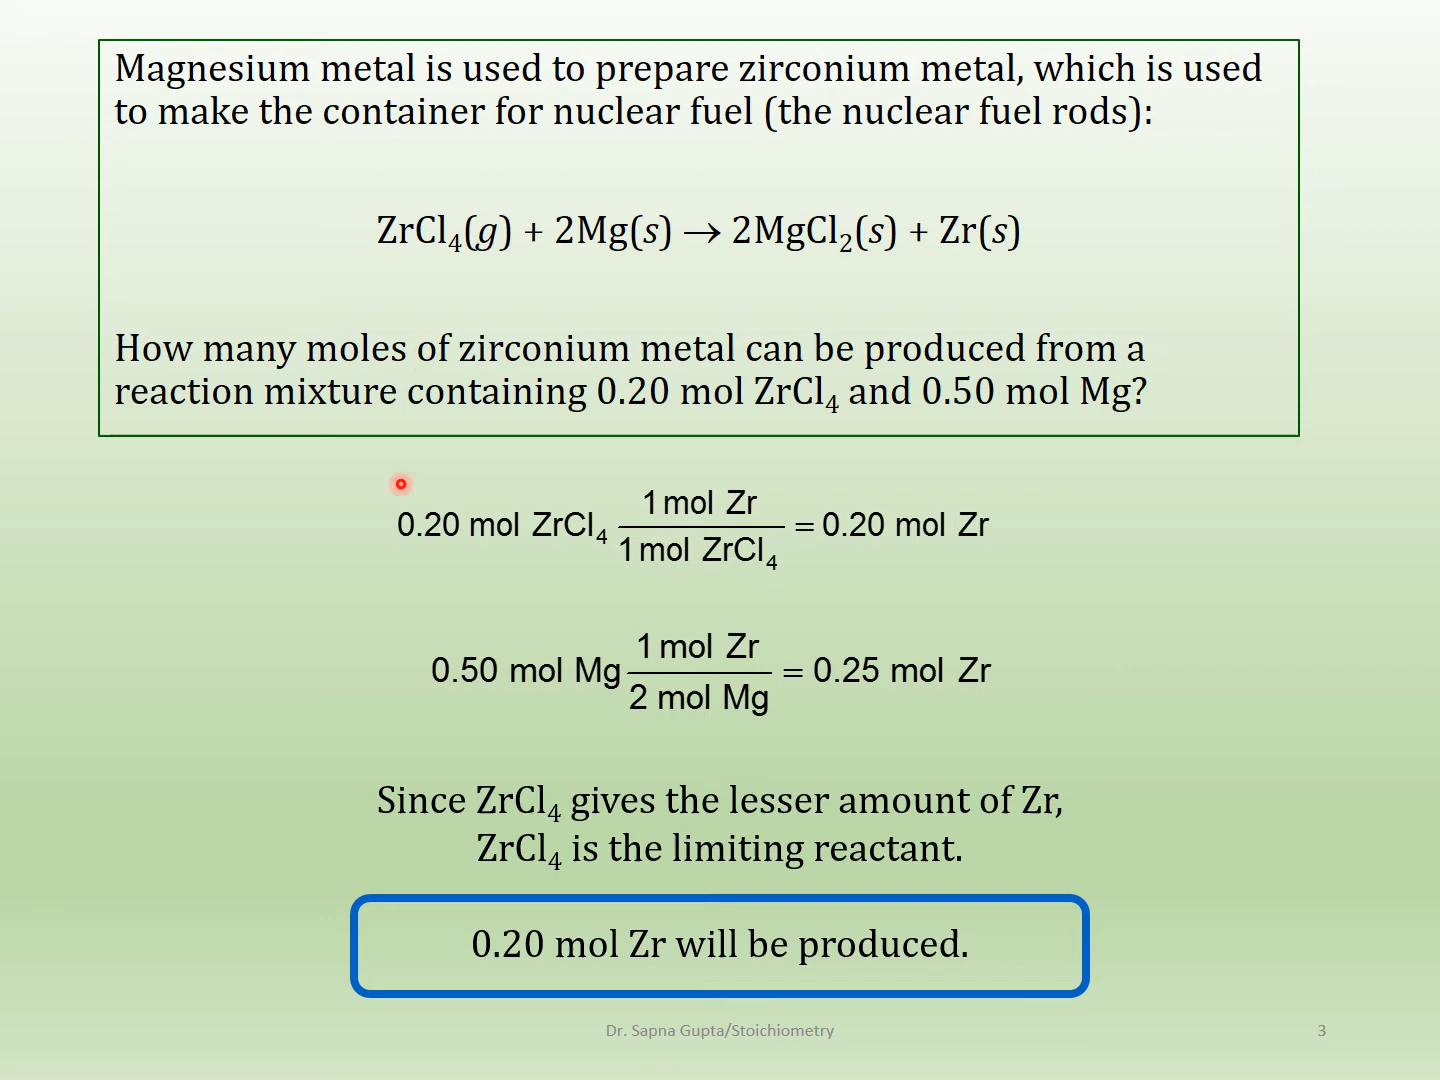 Magnesium metal is used to prepare zirconium metal, which is used
to make the container for nuclear fuel (the nuclear fuel rods):
ZrCl₄(g) + 2Mg(s) → 2MgCl₂(s) + Zr(s)
How many moles of zirconium metal can be produced from a
reaction mixture containing 0.20 mol ZrCl₄ and 0.50 mol Mg?
0.20 mol ZrCl₄ 1 mol Zr / 1 mol ZrCl₄ = 0.20 mol Zr
0.50 mol Mg 1 mol Zr / 2 mol Mg = 0.25 mol Zr
Since ZrCl₄ gives the lesser amount of Zr,
ZrCl₄ is the limiting reactant.
0.20 mol Zr will be produced.
Dr. Sapna Gupta/Stoichiometry
3